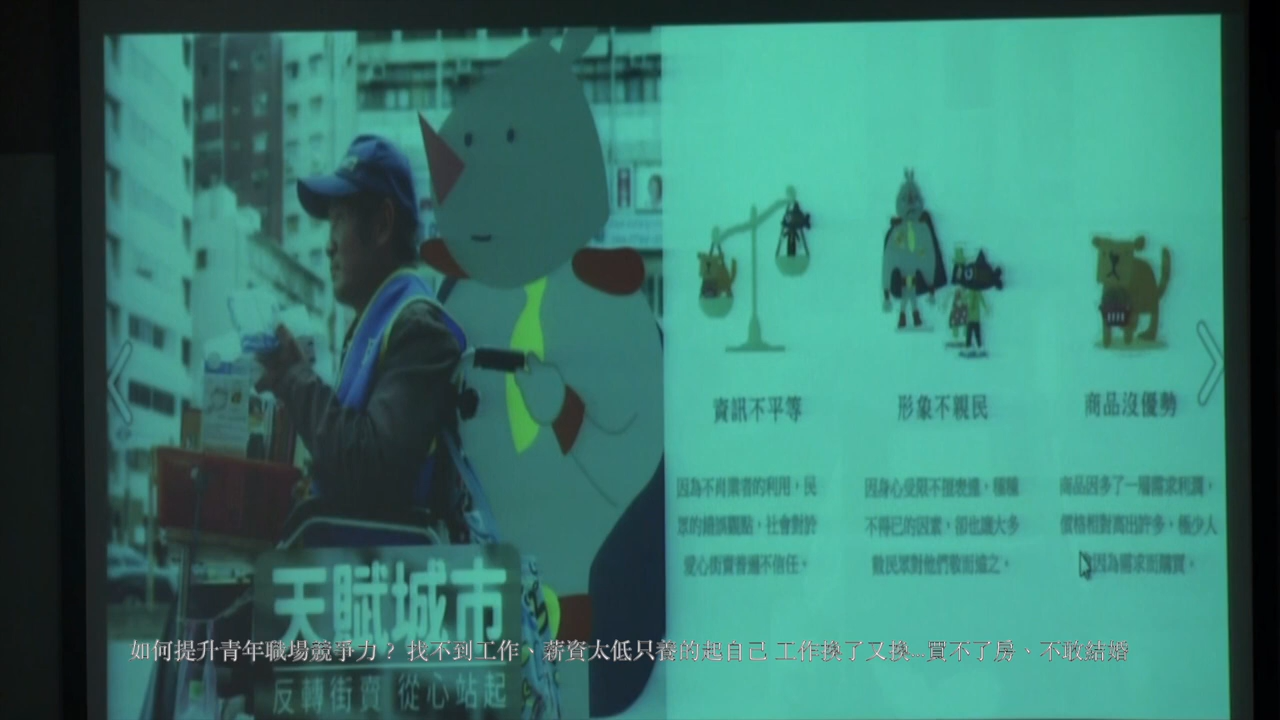 天賦城市
反轉街賣 從心站起
資訊不平等
因為不肖業者的利用，民
眾的錯誤觀點，社會對於
愛心街賣普遍不信任。
形象不親民
因身心受限不擅表達，種種
不得已的因素，卻也讓大多
數民眾對他們敬而遠之。
商品沒優勢
商品因多了一層需求利潤，
價格相對高出許多，極少人
因為需求而購買。
如何提升青年職場競爭力？ 找不到工作、薪資太低只養的起自己 工作換了又換...買不了房、不敢結婚